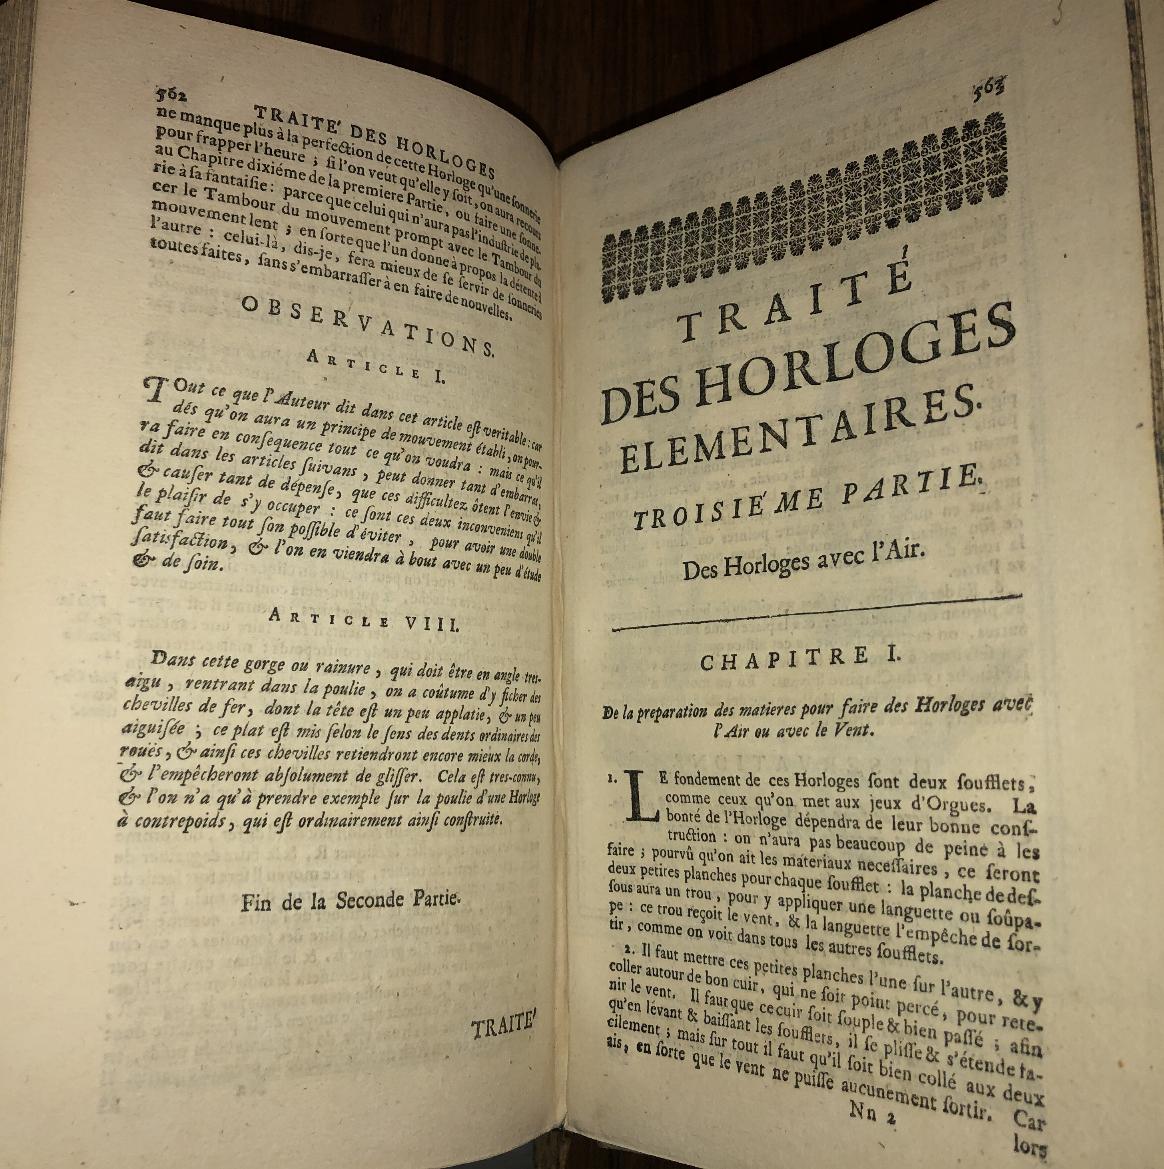 562
TRAITE' DES HORLOGES
ne manque plus à la perfection de cette Horloge qu'une sonnerie
pour frapper l'heure ; si l'on veut qu'elle y soit, on aura recours
au Chapitre dixiéme de la premiere Partie, ou faire une sonne-
rie à sa fantaisie: parce que celui qui n'aura pas l'industrie de pla-
cer le Tambour du mouvement prompt avec le Tambour du
mouvement lent ; en sorte que l'un donne à propos la détente à
l'autre : celui-là, dis-je, fera mieux de se servir de sonneries
toutes faites, sans s'embarrasser à en faire de nouvelles.
OBSERVATIONS.
ARTICLE I.
TOut ce que l'Auteur dit dans cet article est veritable : car
dés qu'on aura un principe de mouvement établi, on pour-
ra faire en consequence tout ce qu'on voudra : mais ce qu'il
dit dans les articles suivans, peut donner tant d'embarras,
& causer tant de dépense, que ces difficultez ôtent l'envie &
le plaisir de s'y occuper : ce sont ces deux inconveniens qu'il
faut faire tout son possible d'éviter, pour avoir une double
satisfaction, & l'on en viendra à bout avec un peu d'étude
& de soin.
ARTICLE VIII.
Dans cette gorge ou rainure, qui doit être en angle tres-
aigu, rentrant dans la poulie, on a coûtume d'y ficher des
chevilles de fer, dont la tête est un peu applatie, & un peu
aiguisée ; ce plat est mis selon le sens des dents ordinaires des
roués, & ainsi ces chevilles retiendront encore mieux la corde,
& l'empêcheront absolument de glisser. Cela est tres-connu,
& l'on n'a qu'à prendre exemple sur la poulie d'une Horloge
à contrepoids, qui est ordinairement ainsi construite.
Fin de la Seconde Partie.
TRAITE'
563
TRAITÉ
DES HORLOGES
ELEMENTAIRES.
TROISIÉME PARTIE.
Des Horloges avec l'Air.
CHAPITRE I.
De la preparation des matieres pour faire des Horloges avec
l'Air ou avec le Vent.
1. LE fondement de ces Horloges sont deux soufflets,
comme ceux qu'on met aux jeux d'Orgues. La
bonté de l'Horloge dépendra de leur bonne cons-
truction : on n'aura pas beaucoup de peine à les
faire ; pourvû qu'on ait les materiaux necessaires, ce seront
deux petites planches pour chaque soufflet : la planche de des-
sous aura un trou, pour y appliquer une languette ou soûpa-
pe : ce trou reçoit le vent, & la languette l'empêche de sor-
tir, comme on voit dans tous les autres soufflets.
2. Il faut mettre ces petites planches l'une sur l'autre, & y
coller autour de bon cuir, qui ne soit point percé, pour rete-
nir le vent. Il faut que ce cuir soit souple & bien passé ; afin
qu'en lévant & baissant les soufflets, il se plisse & s'étende fa-
cilement ; mais sur tout il faut qu'il soit bien collé aux deux
ais, en sorte que le vent ne puisse aucunement sortir. Car
Nn 2
lors